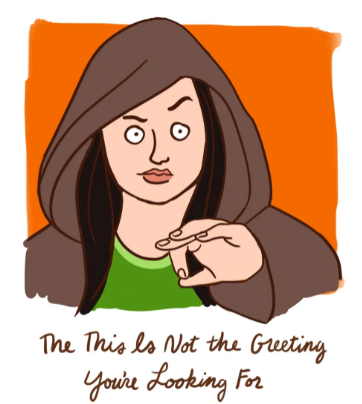 The This Is Not the Greeting
You're Looking For